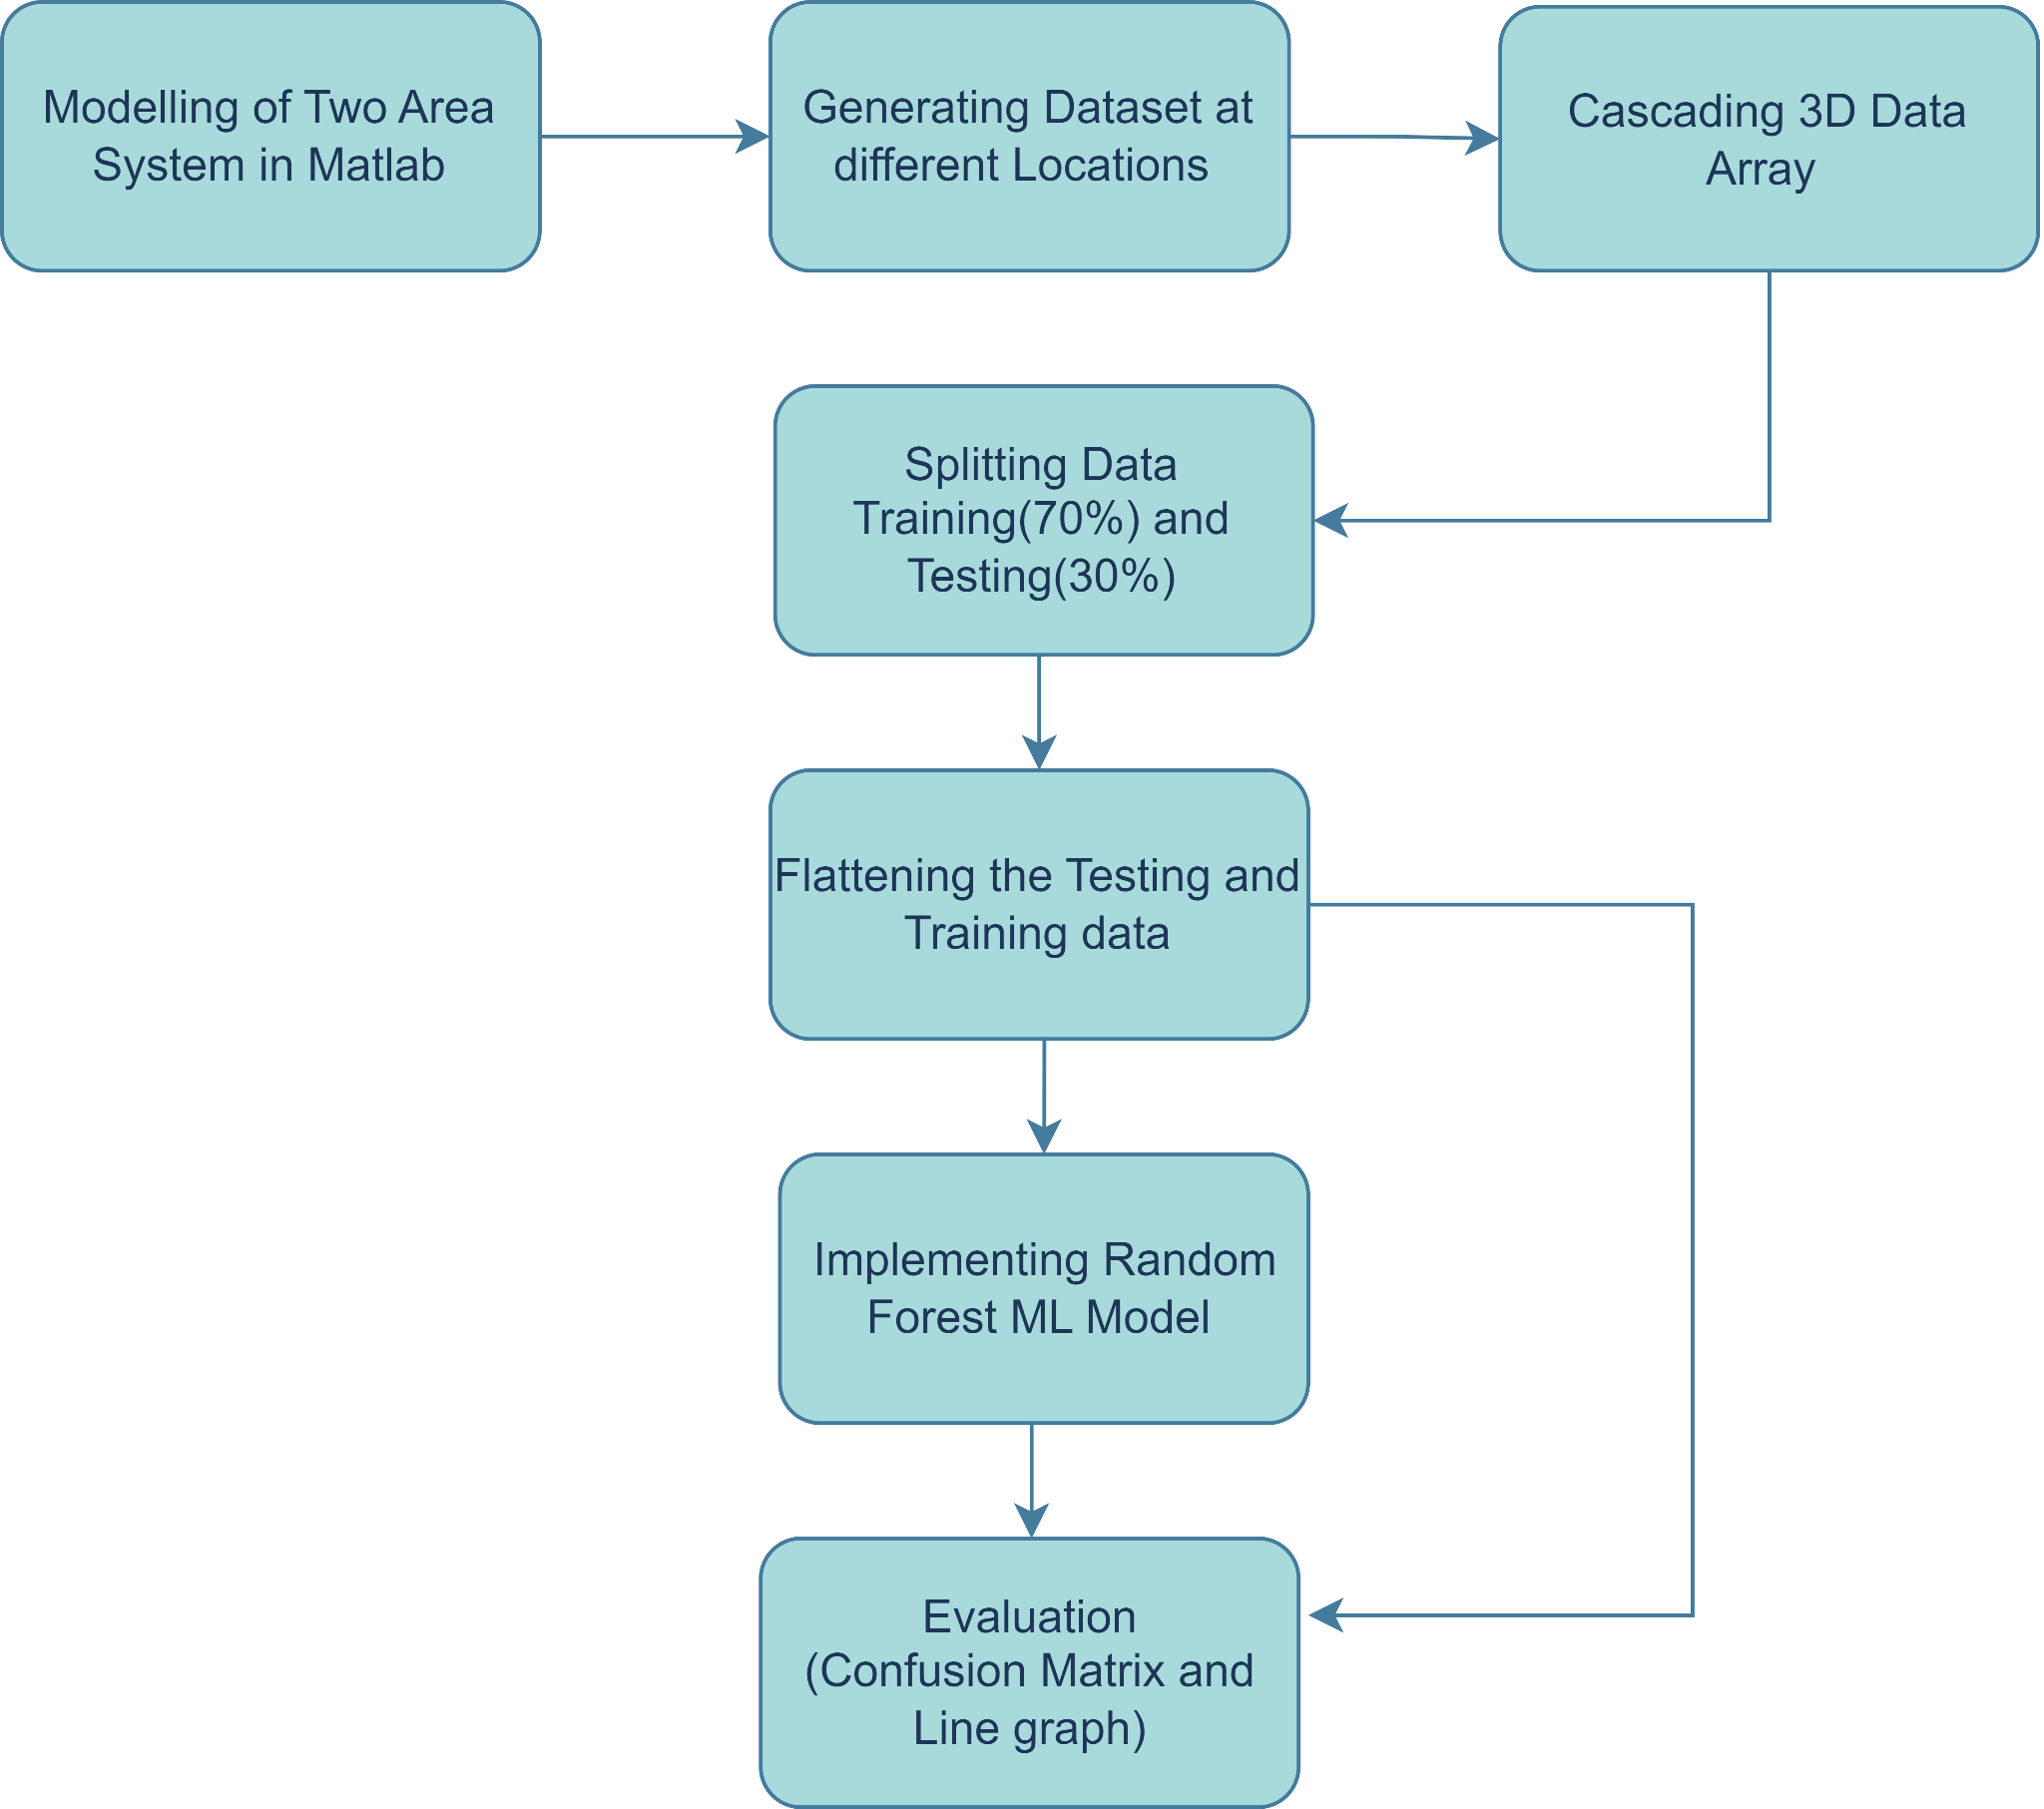 Modelling of Two Area
System in Matlab
Generating Dataset at
different Locations
Cascading 3D Data
Array
Splitting Data
Training(70%) and
Testing(30%)
Flattening the Testing and
Training data
Implementing Random
Forest ML Model
Evaluation
(Confusion Matrix and
Line graph)